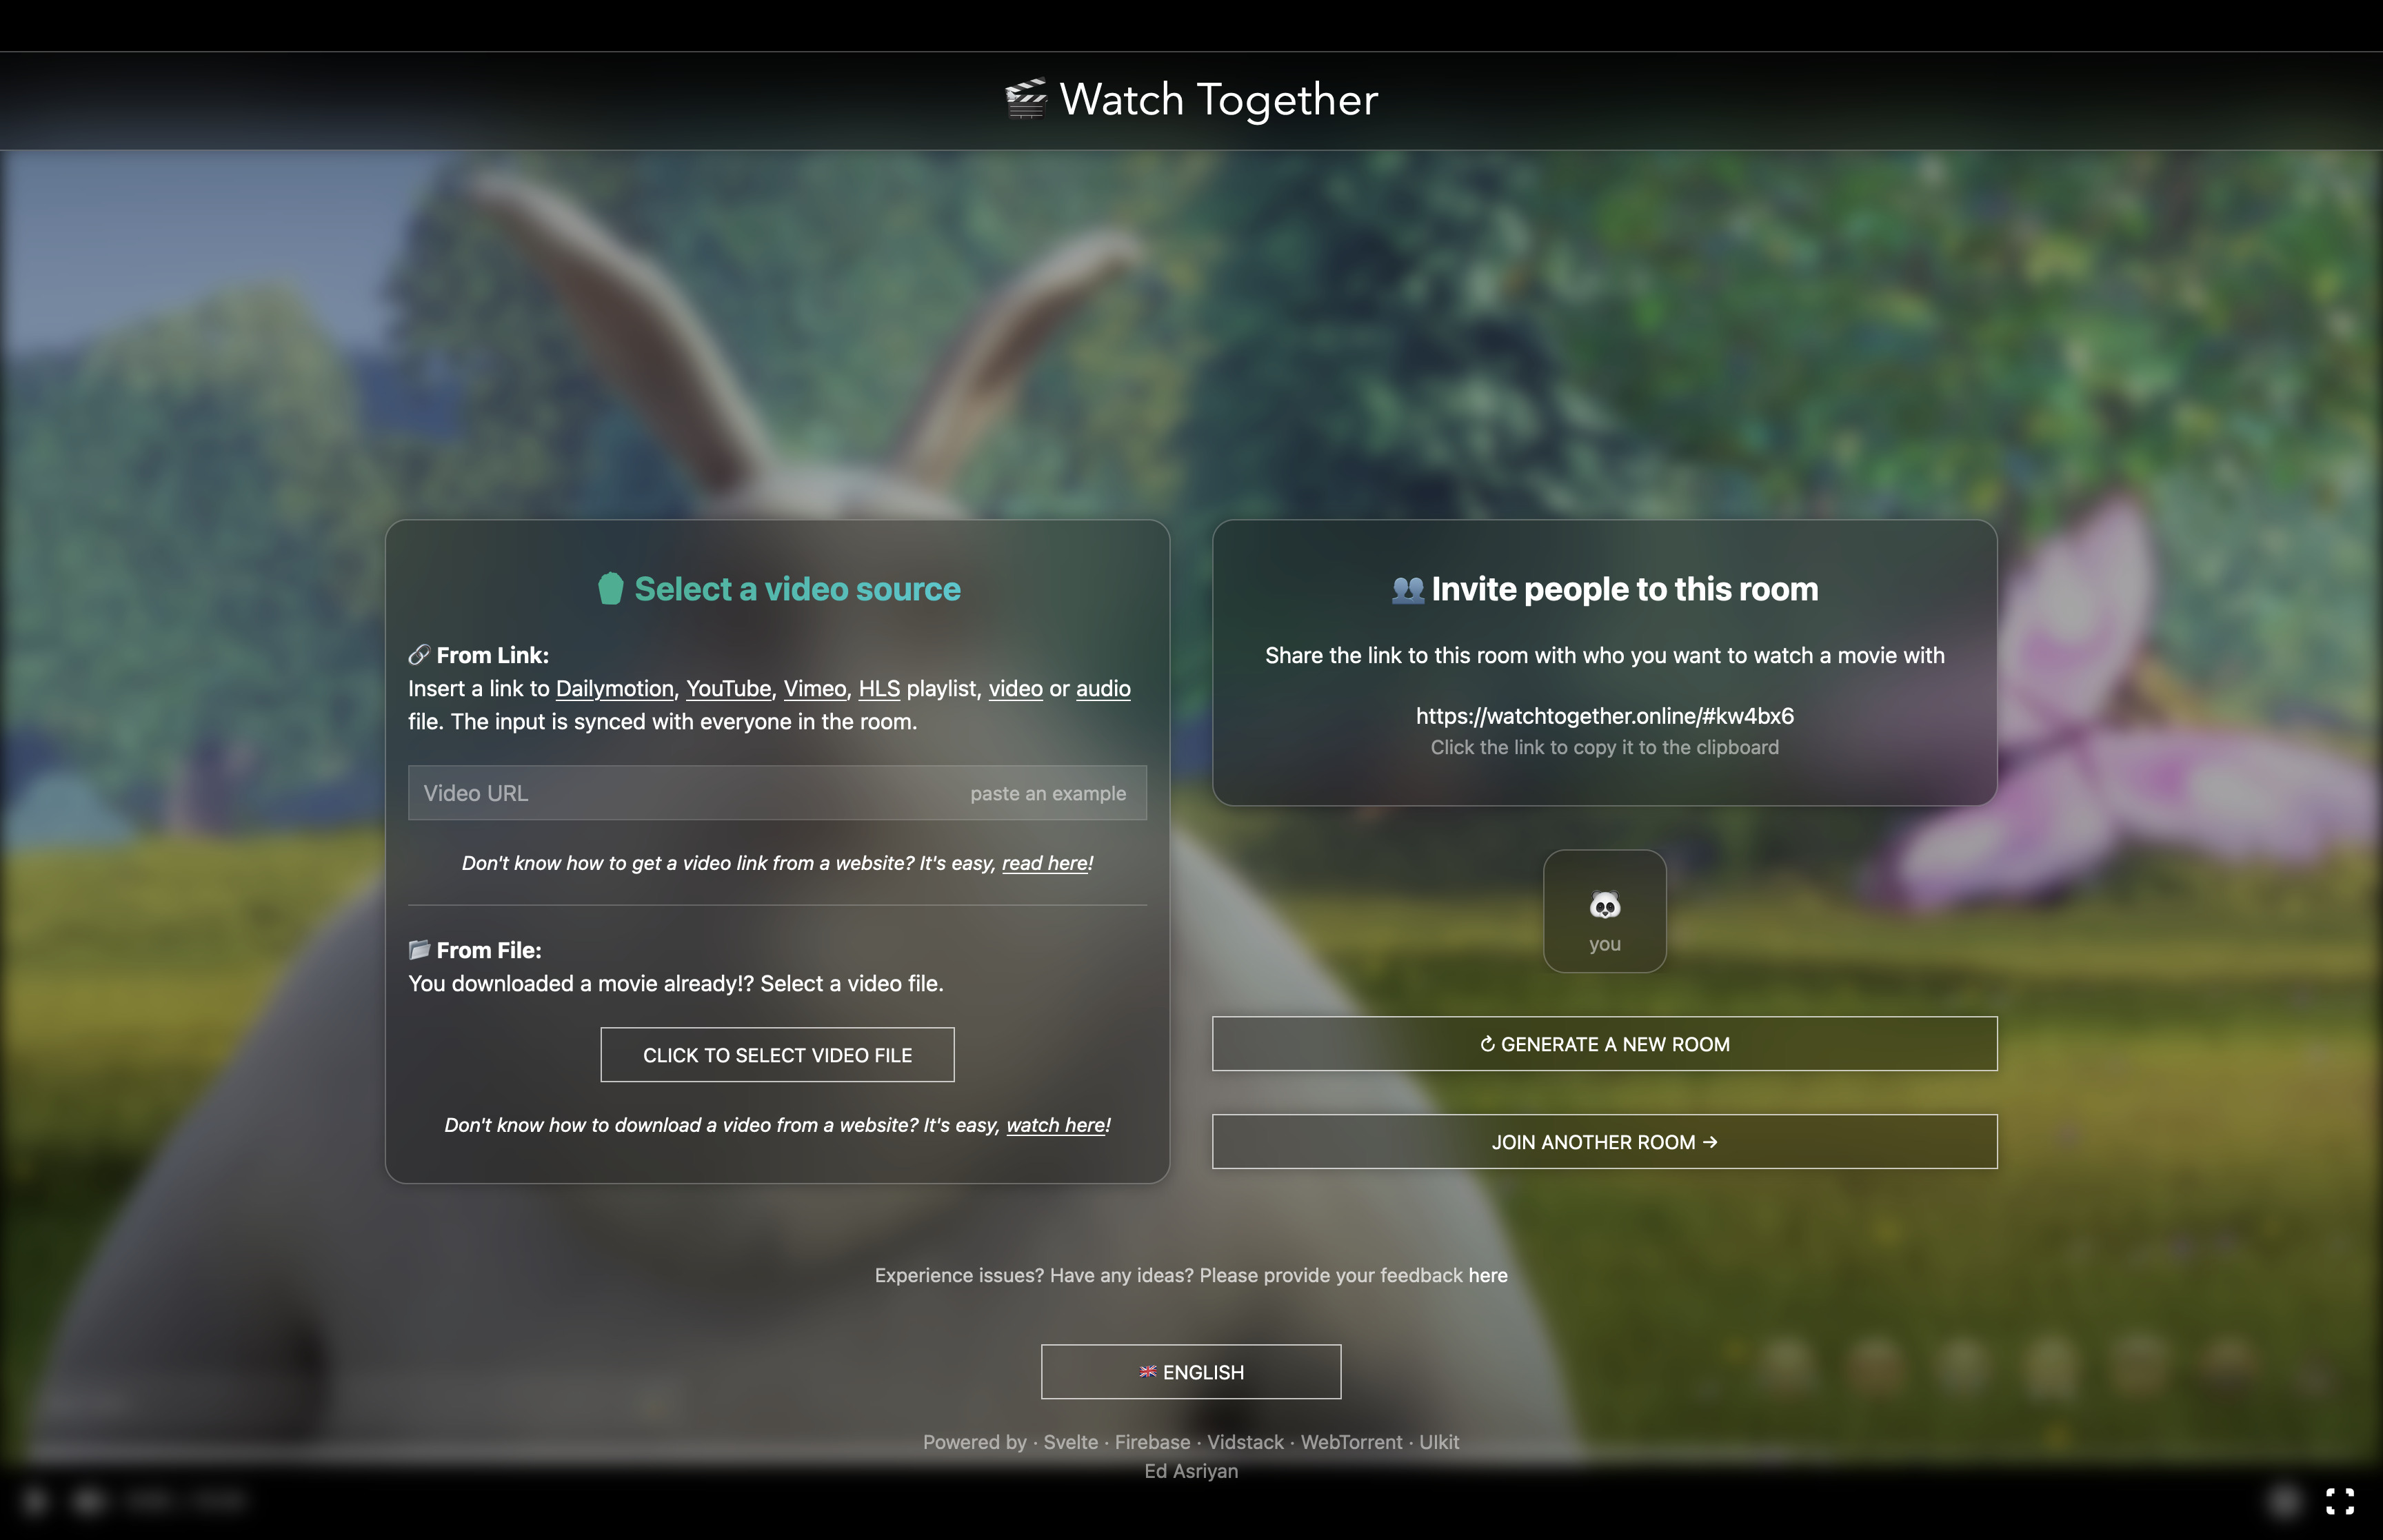 🎬 Watch Together
Select a video source
🔗 From Link:
Insert a link to Dailymotion, YouTube, Vimeo, HLS playlist, video or audio
file. The input is synced with everyone in the room.
Video URL
paste an example
Don't know how to get a video link from a website? It's easy, read here!
📂 From File:
You downloaded a movie already!? Select a video file.
CLICK TO SELECT VIDEO FILE
Don't know how to download a video from a website? It's easy, watch here!
👥 Invite people to this room
Share the link to this room with who you want to watch a movie with
https://watchtogether.online/#kw4bx6
Click the link to copy it to the clipboard
you
↻ GENERATE A NEW ROOM
JOIN ANOTHER ROOM →
Experience issues? Have any ideas? Please provide your feedback here
🇬🇧 ENGLISH
Powered by · Svelte · Firebase · Vidstack · WebTorrent · UIkit
Ed Asriyan